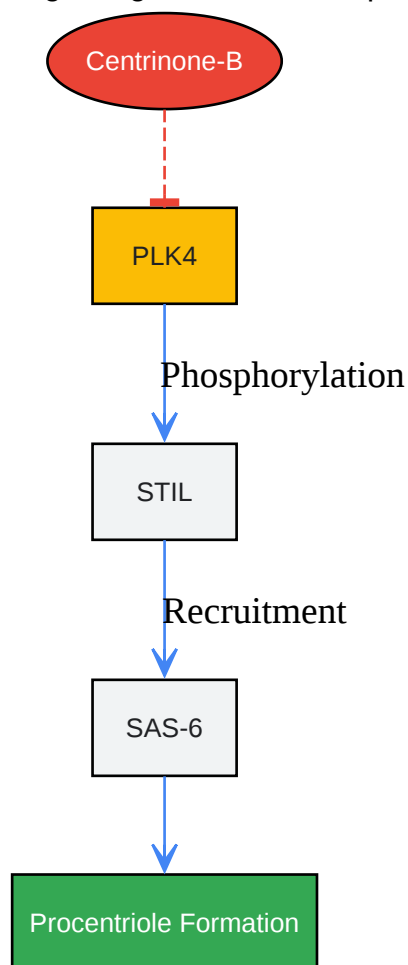 Centrinone-B
PLK4
Phosphorylation
STIL
Recruitment
SAS-6
Procentriole Formation